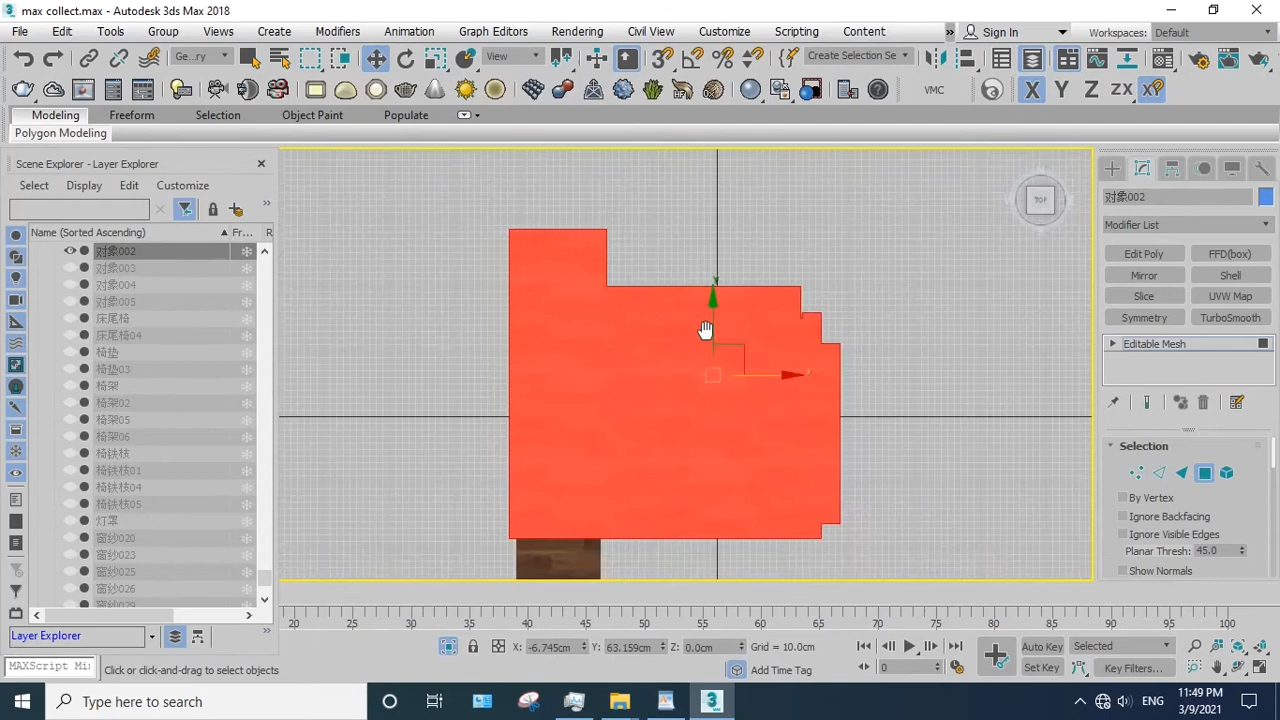 max collect.max - Autodesk 3ds Max 2018
File Edit Tools Group Views Create Modifiers Animation Graph Editors Rendering Civil View Customize Scripting Content » Sign In Workspaces: Default
Ge...ry View Create Selection Se
VMC X Y Z ZX XY
Modeling Freeform Selection Object Paint Populate
Polygon Modeling
Scene Explorer - Layer Explorer
Select Display Edit Customize
Name (Sorted Ascending) Fr... R
对象002
对象003
对象004
对象005
床尾椅
床尾椅04
椅垫
椅垫03
椅架
椅架02
椅架05
椅架06
椅铁枝
椅铁枝01
椅铁枝04
椅铁枝05
灯罩
窗纱020
窗纱023
窗纱025
窗纱026
窗纱029
Layer Explorer
TOP
对象002
Modifier List
Edit Poly FFD(box)
Mirror Shell
Slice UVW Map
Symmetry TurboSmooth
Editable Mesh
Selection
By Vertex
Ignore Backfacing
Ignore Visible Edges
Planar Thresh: 45.0
Show Normals
20 25 30 35 40 45 50 55 60 65 70 75 80 85 90 95 100
X: -6.745cm Y: 63.159cm Z: 0.0cm Grid = 10.0cm
Auto Key Selected
MAXScript Mi Click or click-and-drag to select objects
Add Time Tag
0
Set Key Key Filters...
Type here to search
ENG
11:49 PM
3/9/2021